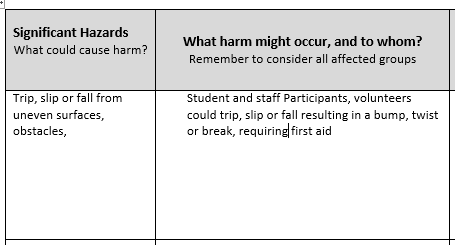 Significant Hazards
What could cause harm?
What harm might occur, and to whom?
Remember to consider all affected groups
Trip, slip or fall from
uneven surfaces,
obstacles,
Student and staff Participants, volunteers
could trip, slip or fall resulting in a bump, twist
or break, requiring first aid